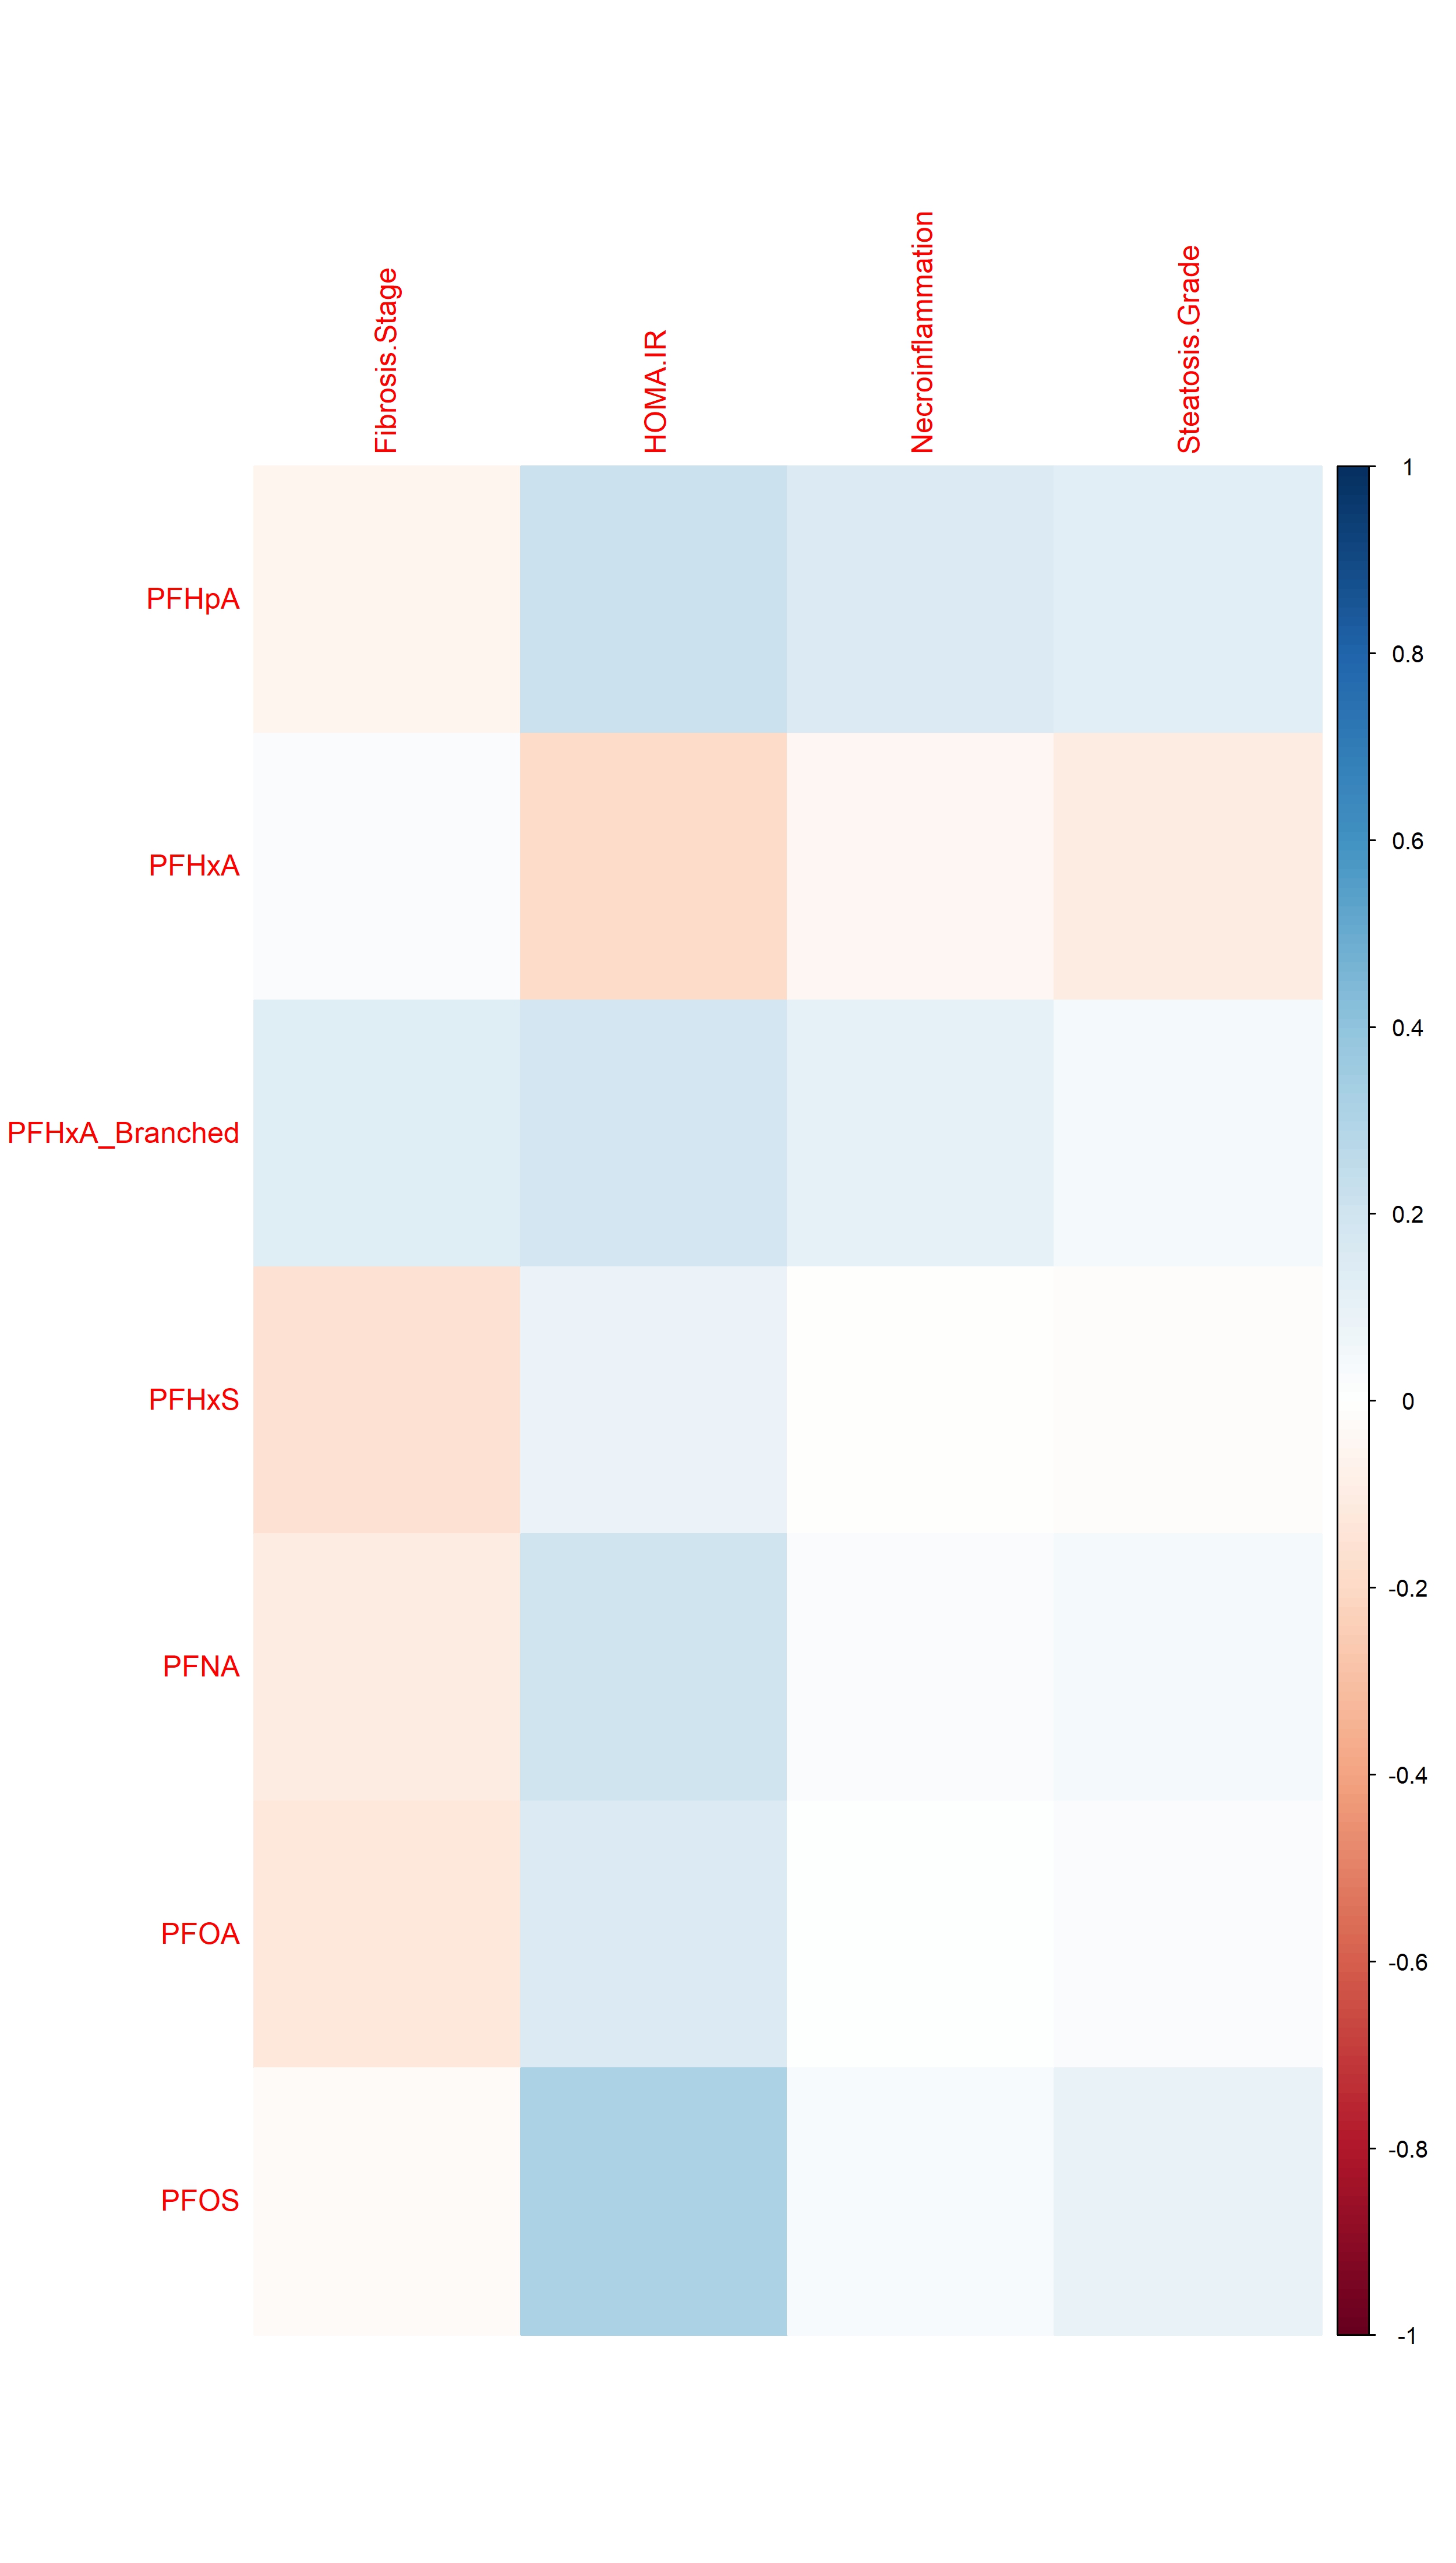 Fibrosis.Stage
HOMA.IR
Necroinflammation
Steatosis.Grade
PFHpA
PFHxA
PFHxA_Branched
PFHxS
PFNA
PFOA
PFOS
1
0.8
0.6
0.4
0.2
0
-0.2
-0.4
-0.6
-0.8
-1